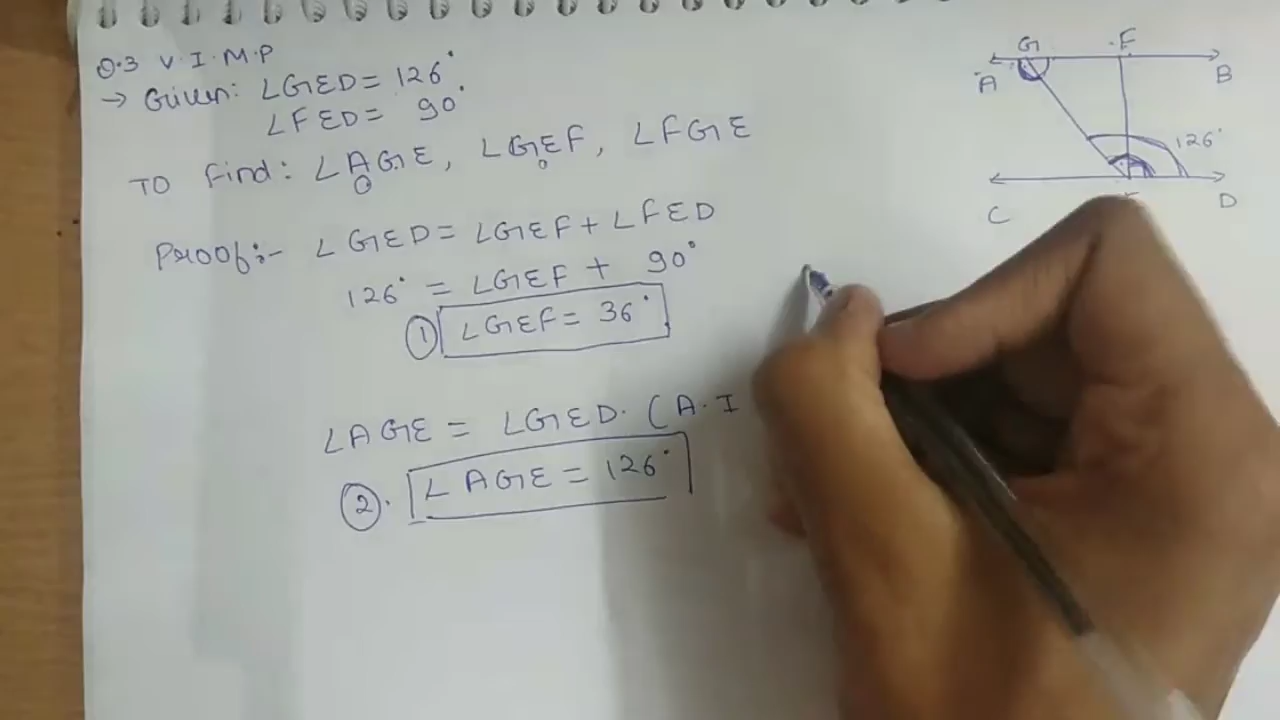 Q.3 V.I.M.P
→ Given: ∠GED = 126°
∠FED = 90°
To find: ∠AGE, ∠GEF, ∠FGE
Proof:- ∠GED = ∠GEF + ∠FED
126° = ∠GEF + 90°
① ∠GEF = 36°
∠AGE = ∠GED. (A.I
②. ∠AGE = 126°
G F
A B
126°
C D